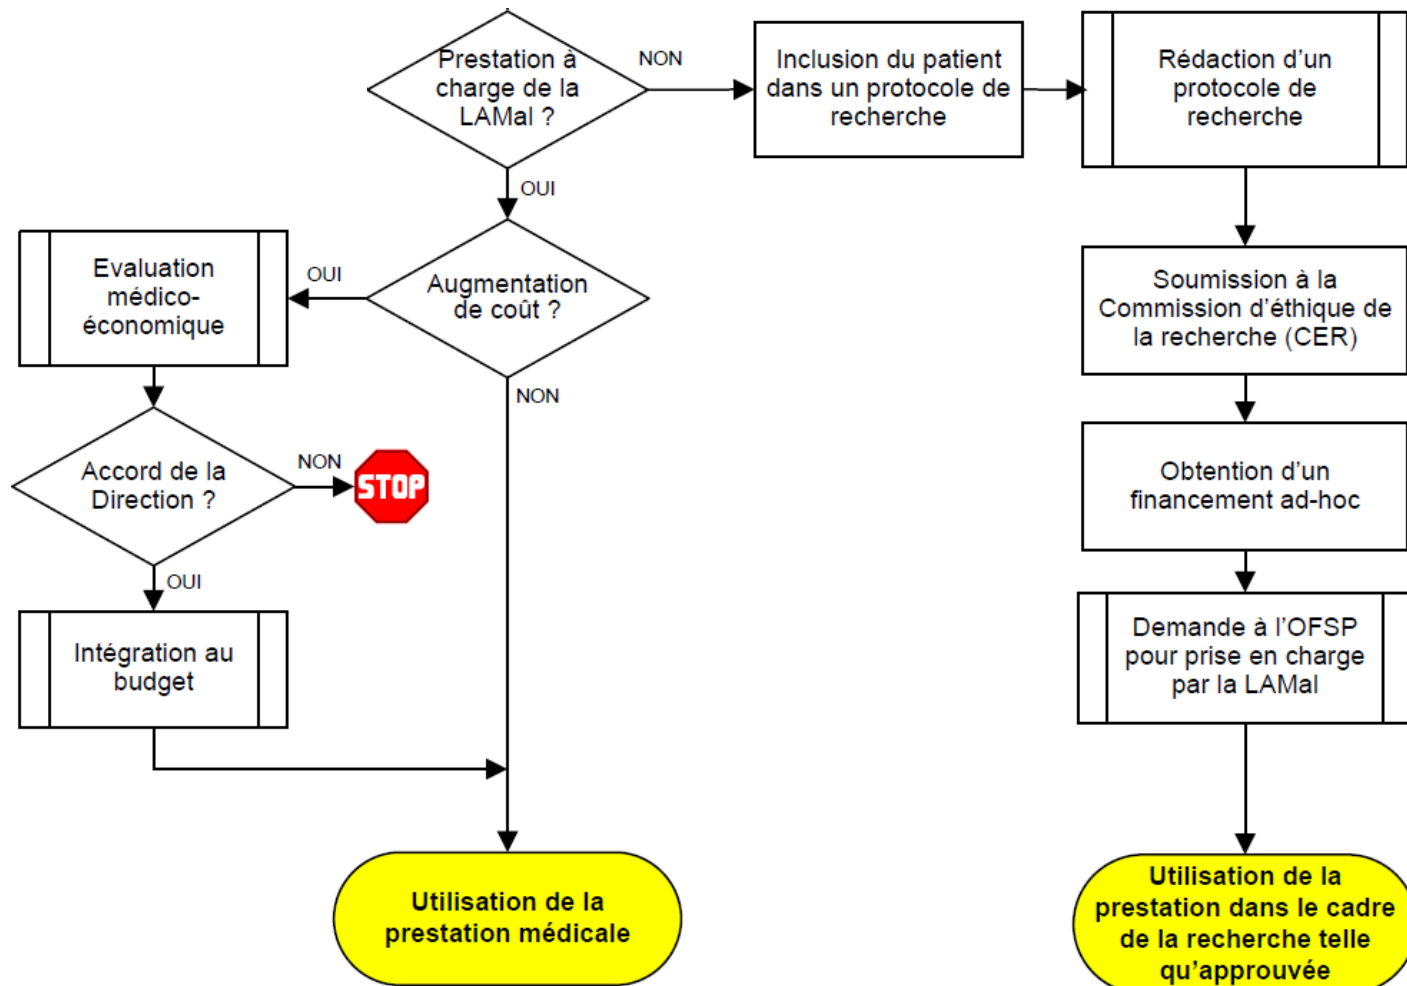 Prestation à
charge de la
LAMal ?
NON
Inclusion du patient
dans un protocole de
recherche
Rédaction d’un
protocole de
recherche
OUI
Augmentation
de coût ?
OUI
Evaluation
médico-
économique
NON
Accord de la
Direction ?
NON
STOP
OUI
Intégration au
budget
Utilisation de la
prestation médicale
Soumission à la
Commission d’éthique de
la recherche (CER)
Obtention d’un
financement ad-hoc
Demande à l’OFSP
pour prise en charge
par la LAMal
Utilisation de la
prestation dans le cadre
de la recherche telle
qu’approuvée